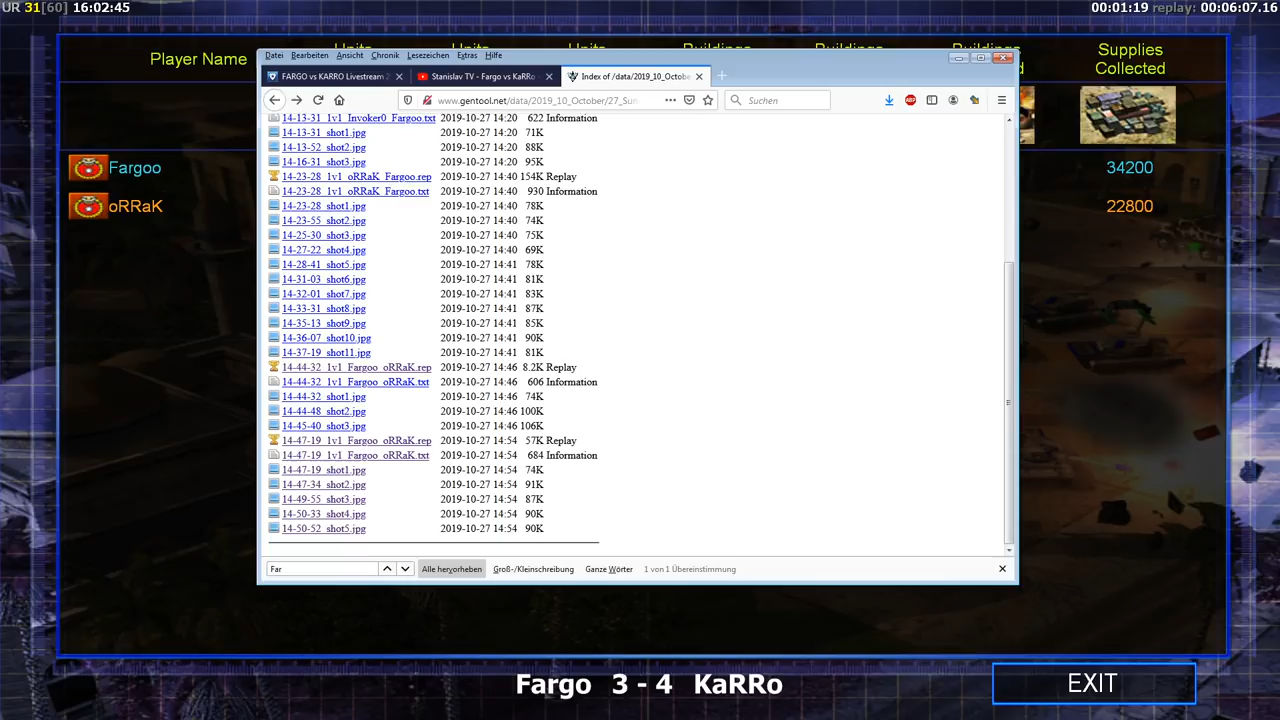 UR 31[60] 16:02:45
00:01:19 replay: 00:06:07.16
Player Name
Supplies
Collected
Fargoo 34200
oRRaK 22800
Datei Bearbeiten Ansicht Chronik Lesezeichen Extras Hilfe
FARGO vs KARRO Livestream 2
Stanislav TV - Fargo vs KaRRo
Index of /data/2019_10_Octobe
www.gentool.net/data/2019_10_October/27_Sun
Suchen
14-13-31_1v1_Invoker0_Fargoo.txt 2019-10-27 14:20 622 Information
14-13-31_shot1.jpg 2019-10-27 14:20 71K
14-13-52_shot2.jpg 2019-10-27 14:20 88K
14-16-31_shot3.jpg 2019-10-27 14:20 95K
14-23-28_1v1_oRRaK_Fargoo.rep 2019-10-27 14:40 154K Replay
14-23-28_1v1_oRRaK_Fargoo.txt 2019-10-27 14:40 930 Information
14-23-28_shot1.jpg 2019-10-27 14:40 78K
14-23-55_shot2.jpg 2019-10-27 14:40 74K
14-25-30_shot3.jpg 2019-10-27 14:40 75K
14-27-22_shot4.jpg 2019-10-27 14:40 69K
14-28-41_shot5.jpg 2019-10-27 14:41 78K
14-31-03_shot6.jpg 2019-10-27 14:41 81K
14-32-01_shot7.jpg 2019-10-27 14:41 83K
14-33-31_shot8.jpg 2019-10-27 14:41 87K
14-35-13_shot9.jpg 2019-10-27 14:41 85K
14-36-07_shot10.jpg 2019-10-27 14:41 90K
14-37-19_shot11.jpg 2019-10-27 14:41 81K
14-44-32_1v1_Fargoo_oRRaK.rep 2019-10-27 14:46 8.2K Replay
14-44-32_1v1_Fargoo_oRRaK.txt 2019-10-27 14:46 606 Information
14-44-32_shot1.jpg 2019-10-27 14:46 74K
14-44-48_shot2.jpg 2019-10-27 14:46 100K
14-45-40_shot3.jpg 2019-10-27 14:46 106K
14-47-19_1v1_Fargoo_oRRaK.rep 2019-10-27 14:54 57K Replay
14-47-19_1v1_Fargoo_oRRaK.txt 2019-10-27 14:54 684 Information
14-47-19_shot1.jpg 2019-10-27 14:54 74K
14-47-34_shot2.jpg 2019-10-27 14:54 91K
14-49-55_shot3.jpg 2019-10-27 14:54 87K
14-50-33_shot4.jpg 2019-10-27 14:54 90K
14-50-52_shot5.jpg 2019-10-27 14:54 90K
Far Alle hervorheben Groß-/Kleinschreibung Ganze Wörter 1 von 1 Übereinstimmung
Fargo 3 - 4 KaRRo
EXIT